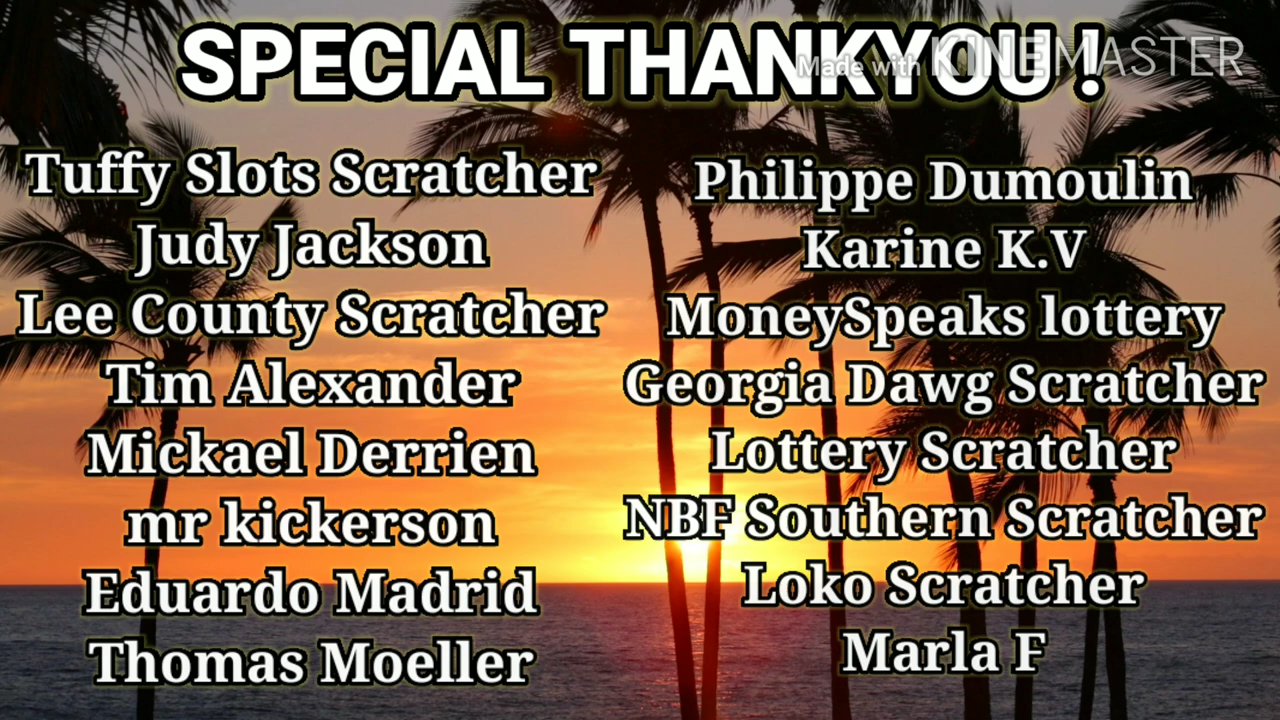 SPECIAL THANKYOU !
Made with KINEMASTER
Tuffy Slots Scratcher
Judy Jackson
Lee County Scratcher
Tim Alexander
Mickael Derrien
mr kickerson
Eduardo Madrid
Thomas Moeller
Philippe Dumoulin
Karine K.V
MoneySpeaks lottery
Georgia Dawg Scratcher
Lottery Scratcher
NBF Southern Scratcher
Loko Scratcher
Marla F